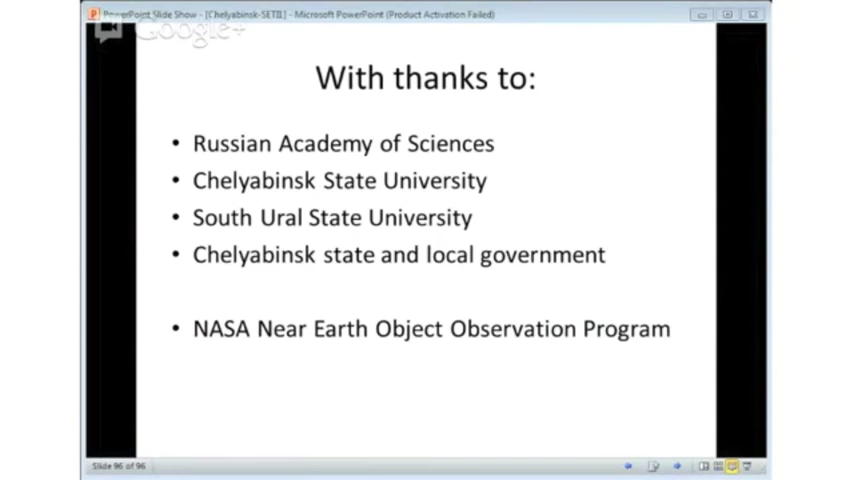 PowerPoint Slide Show - [Chelyabinsk-SETI] - Microsoft PowerPoint (Product Activation Failed)
Google+
With thanks to:
• Russian Academy of Sciences
• Chelyabinsk State University
• South Ural State University
• Chelyabinsk state and local government
• NASA Near Earth Object Observation Program
Slide 96 of 96